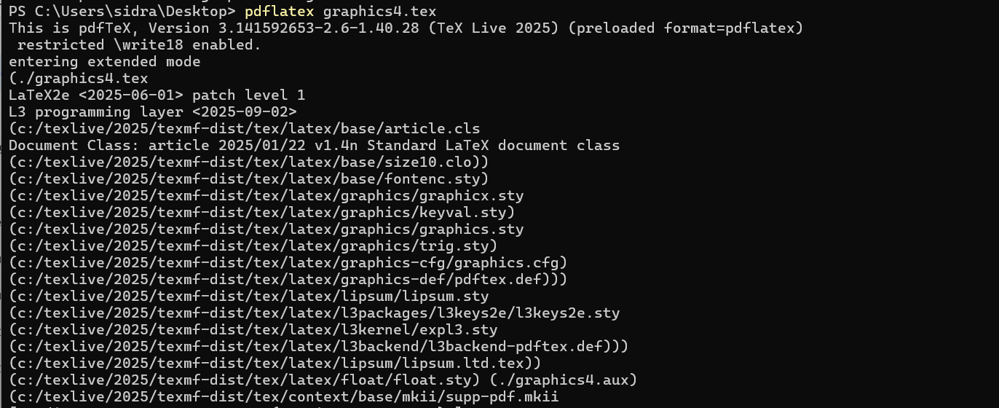 PS C:\Users\sidra\Desktop> pdflatex graphics4.tex
This is pdfTeX, Version 3.141592653-2.6-1.40.28 (TeX Live 2025) (preloaded format=pdflatex)
 restricted \write18 enabled.
entering extended mode
(./graphics4.tex
LaTeX2e <2025-06-01> patch level 1
L3 programming layer <2025-09-02>
(c:/texlive/2025/texmf-dist/tex/latex/base/article.cls
Document Class: article 2025/01/22 v1.4n Standard LaTeX document class
(c:/texlive/2025/texmf-dist/tex/latex/base/size10.clo))
(c:/texlive/2025/texmf-dist/tex/latex/base/fontenc.sty)
(c:/texlive/2025/texmf-dist/tex/latex/graphics/graphicx.sty
(c:/texlive/2025/texmf-dist/tex/latex/graphics/keyval.sty)
(c:/texlive/2025/texmf-dist/tex/latex/graphics/graphics.sty
(c:/texlive/2025/texmf-dist/tex/latex/graphics/trig.sty)
(c:/texlive/2025/texmf-dist/tex/latex/graphics-cfg/graphics.cfg)
(c:/texlive/2025/texmf-dist/tex/latex/graphics-def/pdftex.def)))
(c:/texlive/2025/texmf-dist/tex/latex/lipsum/lipsum.sty
(c:/texlive/2025/texmf-dist/tex/latex/l3packages/l3keys2e/l3keys2e.sty
(c:/texlive/2025/texmf-dist/tex/latex/l3kernel/expl3.sty
(c:/texlive/2025/texmf-dist/tex/latex/l3backend/l3backend-pdftex.def)))
(c:/texlive/2025/texmf-dist/tex/latex/lipsum/lipsum.ltd.tex))
(c:/texlive/2025/texmf-dist/tex/latex/float/float.sty) (./graphics4.aux)
(c:/texlive/2025/texmf-dist/tex/context/base/mkii/supp-pdf.mkii